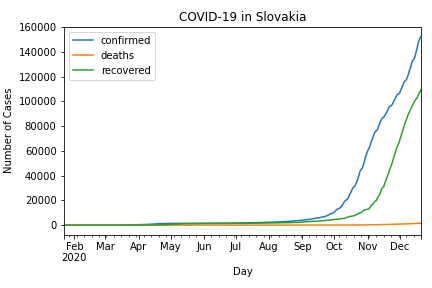 COVID-19 in Slovakia
confirmed
deaths
recovered
160000
140000
120000
100000
80000
60000
40000
20000
0
Number of Cases
Feb Mar Apr May Jun Jul Aug Sep Oct Nov Dec
2020
Day